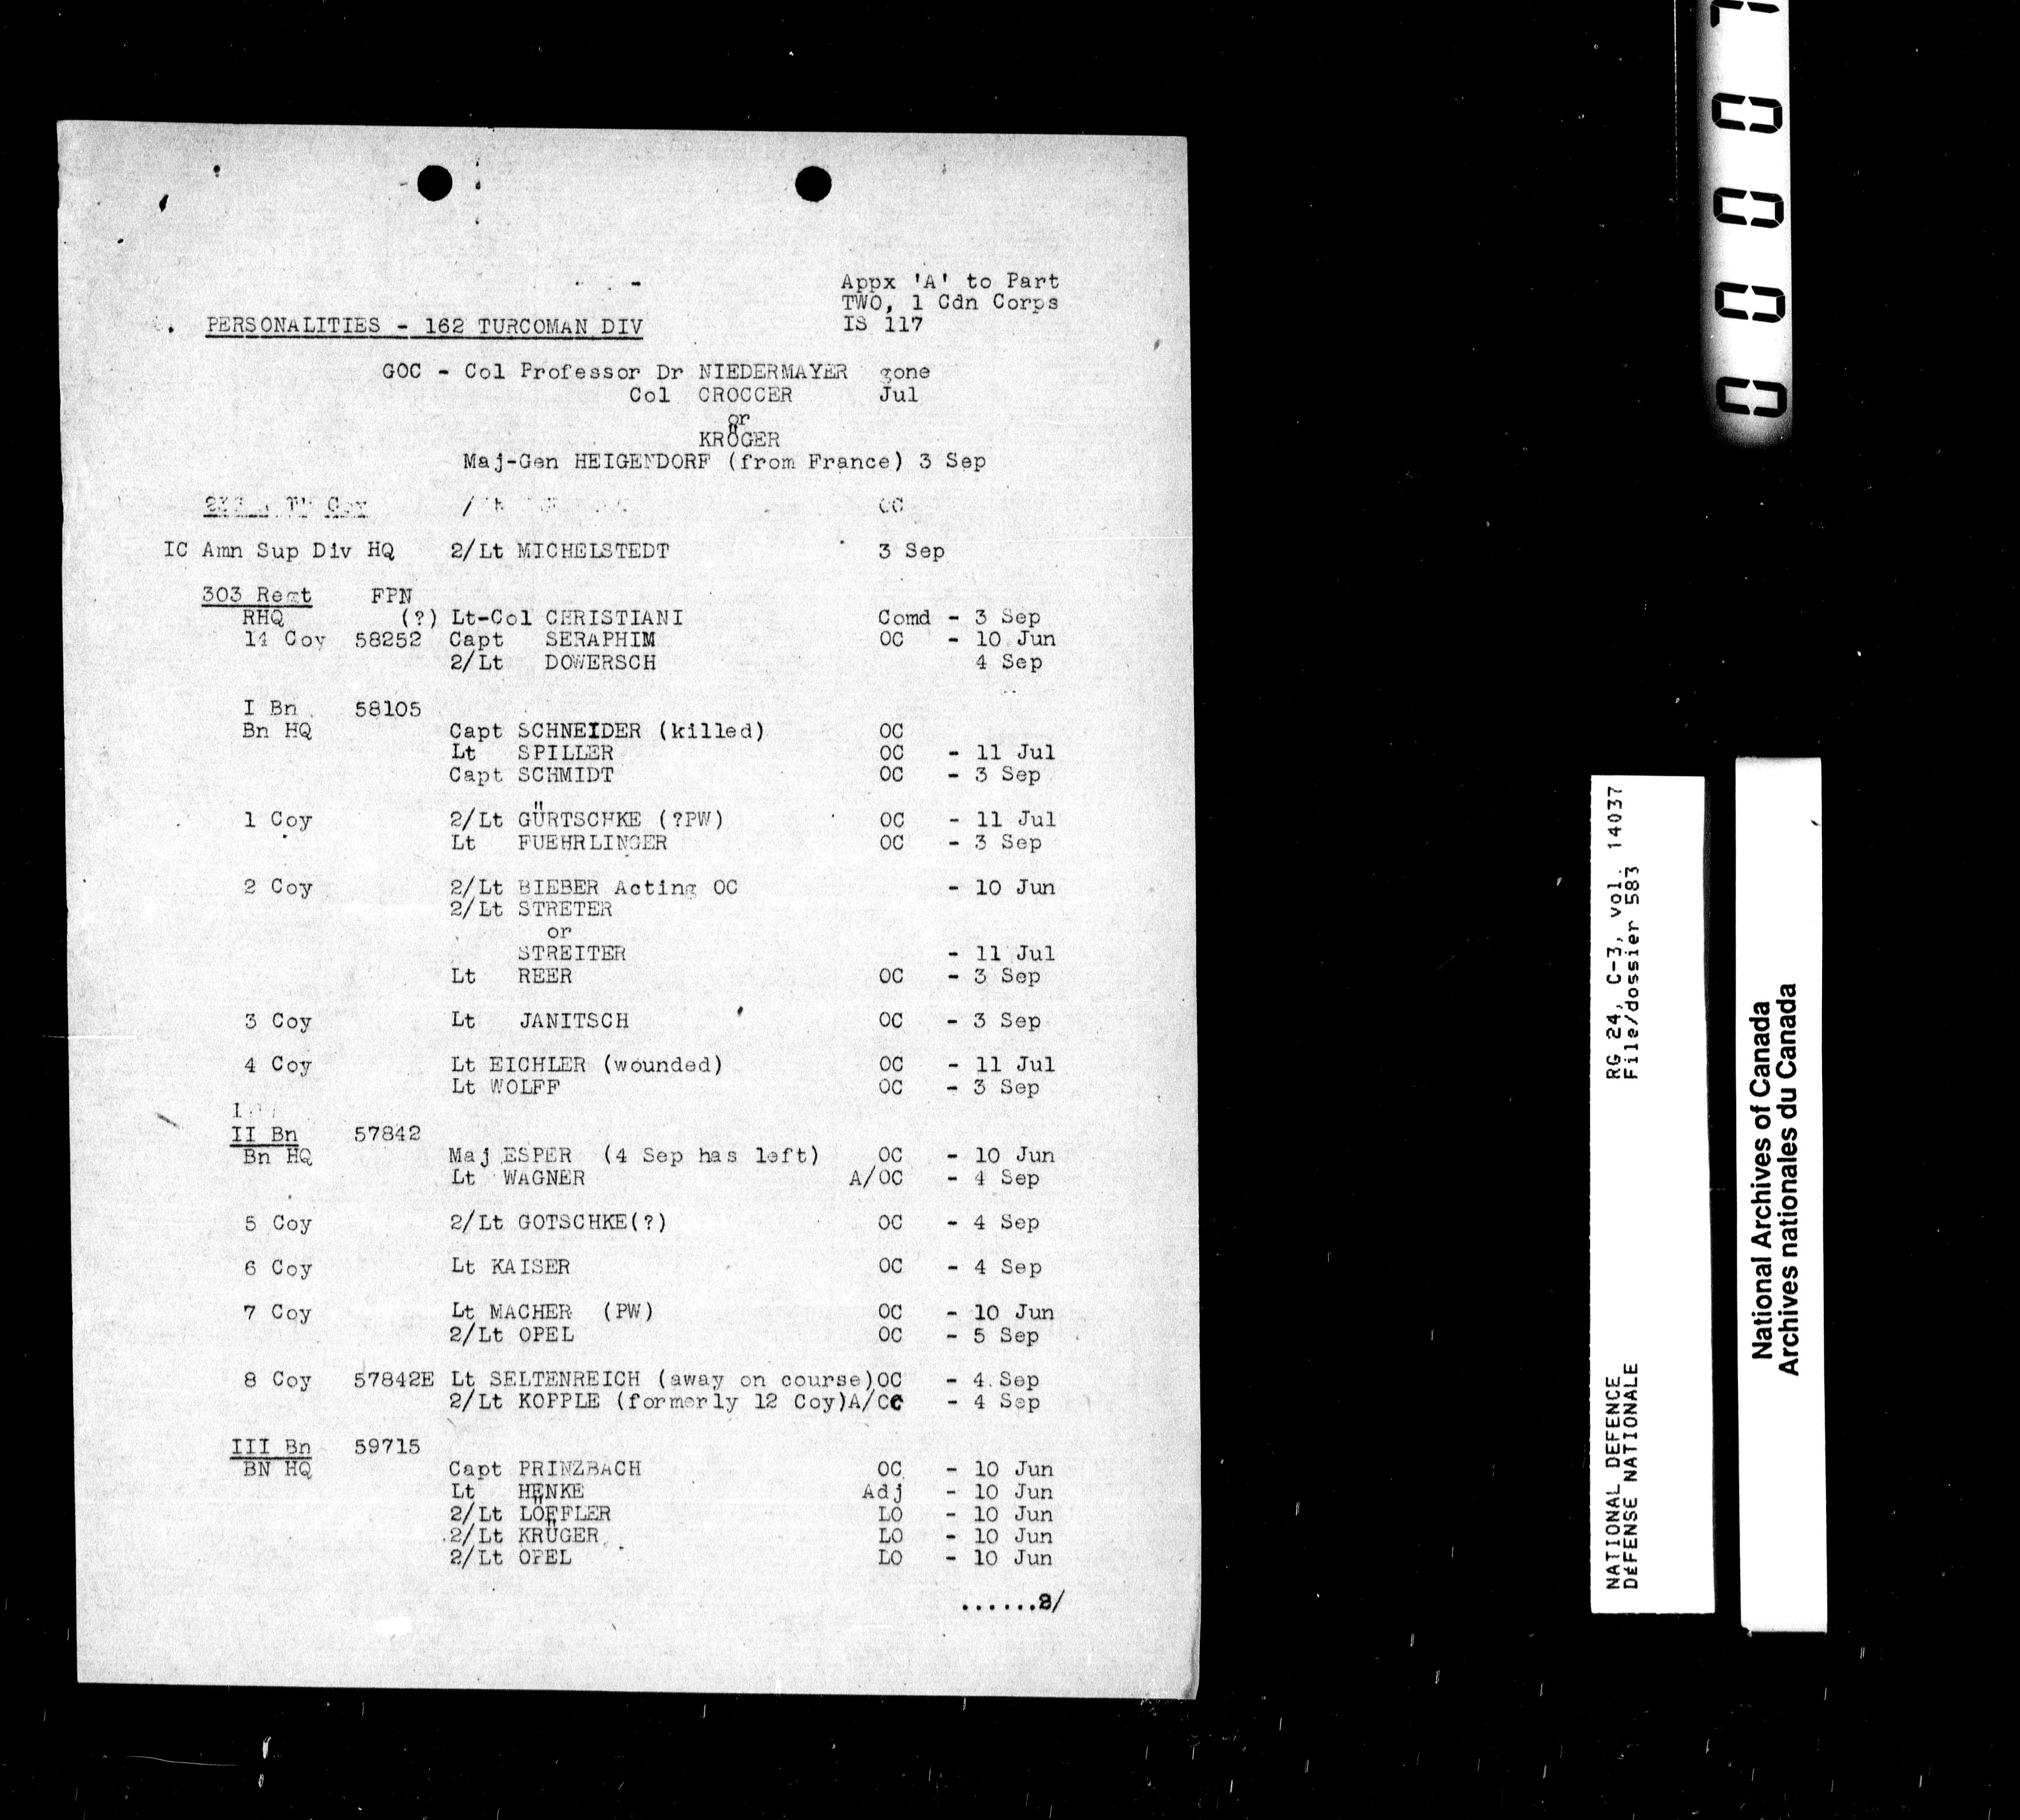 Appx 'A' to Part
TWO, 1 Cdn Corps
IS 117
PERSONALITIES - 162 TURCOMAN DIV
GOC - Col Professor Dr NIEDERMAYER gone
Col CROCCER Jul
or
KRÖGER
Maj-Gen HEIGENDORF (from France) 3 Sep
OC
IC Amn Sup Div HQ 2/Lt MICHELSTEDT 3 Sep
303 Regt FPN
RHQ (?) Lt-Col CHRISTIANI Comd - 3 Sep
14 Coy 58252 Capt SERAPHIM OC - 10 Jun
2/Lt DOWERSCH 4 Sep
I Bn 58105
Bn HQ Capt SCHNEIDER (killed) OC
Lt SPILLER OC - 11 Jul
Capt SCHMIDT OC - 3 Sep
1 Coy 2/Lt GÜRTSCHKE (?PW) OC - 11 Jul
Lt FUEHRLINGER OC - 3 Sep
2 Coy 2/Lt BIEBER Acting OC - 10 Jun
2/Lt STRETER
or
STREITER - 11 Jul
Lt REER OC - 3 Sep
3 Coy Lt JANITSCH OC - 3 Sep
4 Coy Lt EICHLER (wounded) OC - 11 Jul
Lt WOLFF OC - 3 Sep
II Bn 57842
Bn HQ Maj ESPER (4 Sep has left) OC - 10 Jun
Lt WAGNER A/OC - 4 Sep
5 Coy 2/Lt GOTSCHKE(?) OC - 4 Sep
6 Coy Lt KAISER OC - 4 Sep
7 Coy Lt MACHER (PW) OC - 10 Jun
2/Lt OPEL OC - 5 Sep
8 Coy 57842E Lt SELTENREICH (away on course)OC - 4 Sep
2/Lt KOPPLE (formerly 12 Coy)A/CC - 4 Sep
III Bn 59715
BN HQ Capt PRINZBACH OC - 10 Jun
Lt HENKE Adj - 10 Jun
2/Lt LÖFFLER LO - 10 Jun
2/Lt KRÜGER LO - 10 Jun
2/Lt OPEL LO - 10 Jun
......2/
RG 24, C-3, vol. 14037
File/dossier 583
NATIONAL DEFENCE
DÉFENSE NATIONALE
National Archives of Canada
Archives nationales du Canada